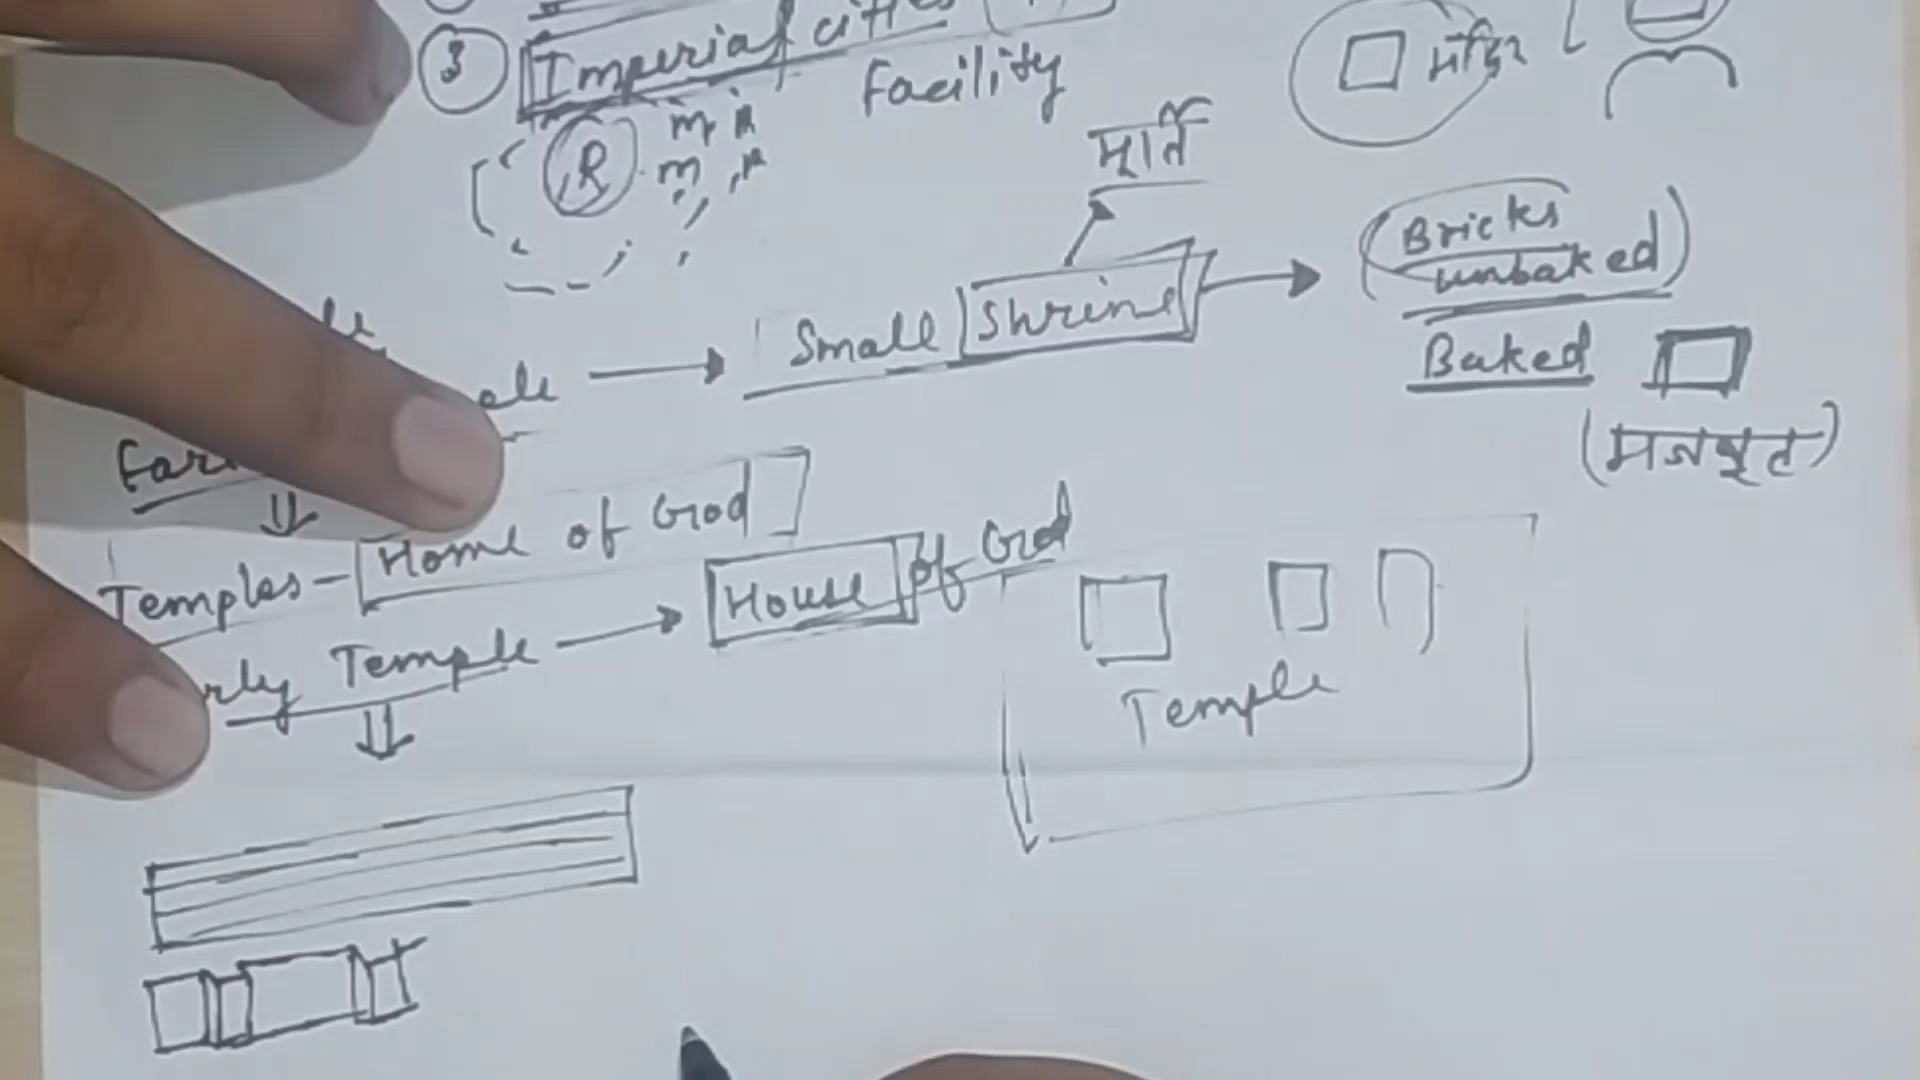 3 Imperial cities
Facility
मंदिर
R
मूर्ति
Small Shrine
Bricks
unbaked
Baked
(मजबूत)
Temples - Home of God
Temple → House of God
Temple